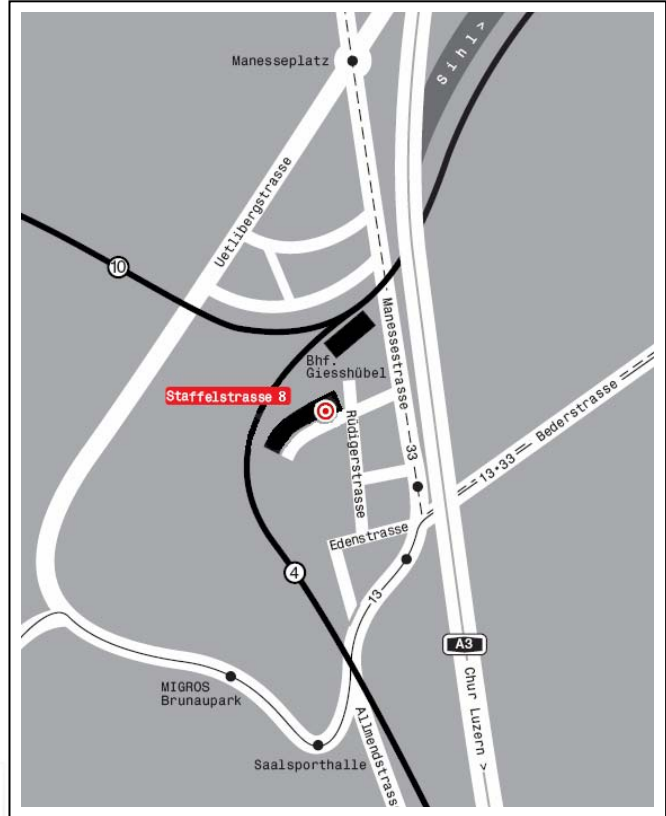 Sihl>
Manesseplatz
Uetlibergstrasse
10
Manessestrasse
Bhf.
Giesshübel
Staffelstrasse 8
Rüdigerstrasse
33
13·33 Bederstrasse
Edenstrasse
4
13
A3
MIGROS
Brunaupark
Chur Luzern >
Allmendstrasse
Saalsporthalle